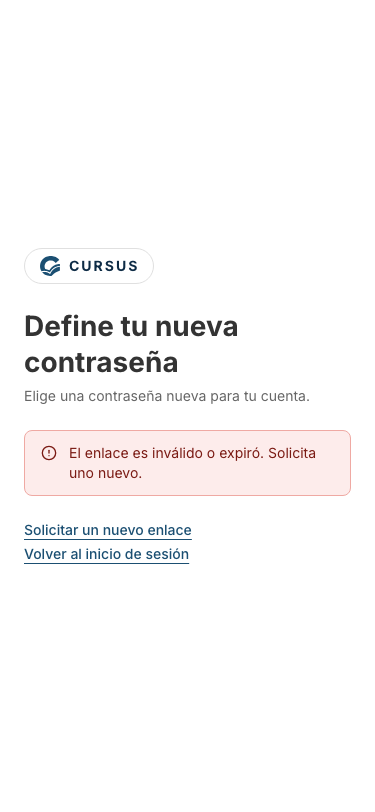 CURSUS
Define tu nueva
contraseña
Elige una contraseña nueva para tu cuenta.
El enlace es inválido o expiró. Solicita
uno nuevo.
Solicitar un nuevo enlace
Volver al inicio de sesión